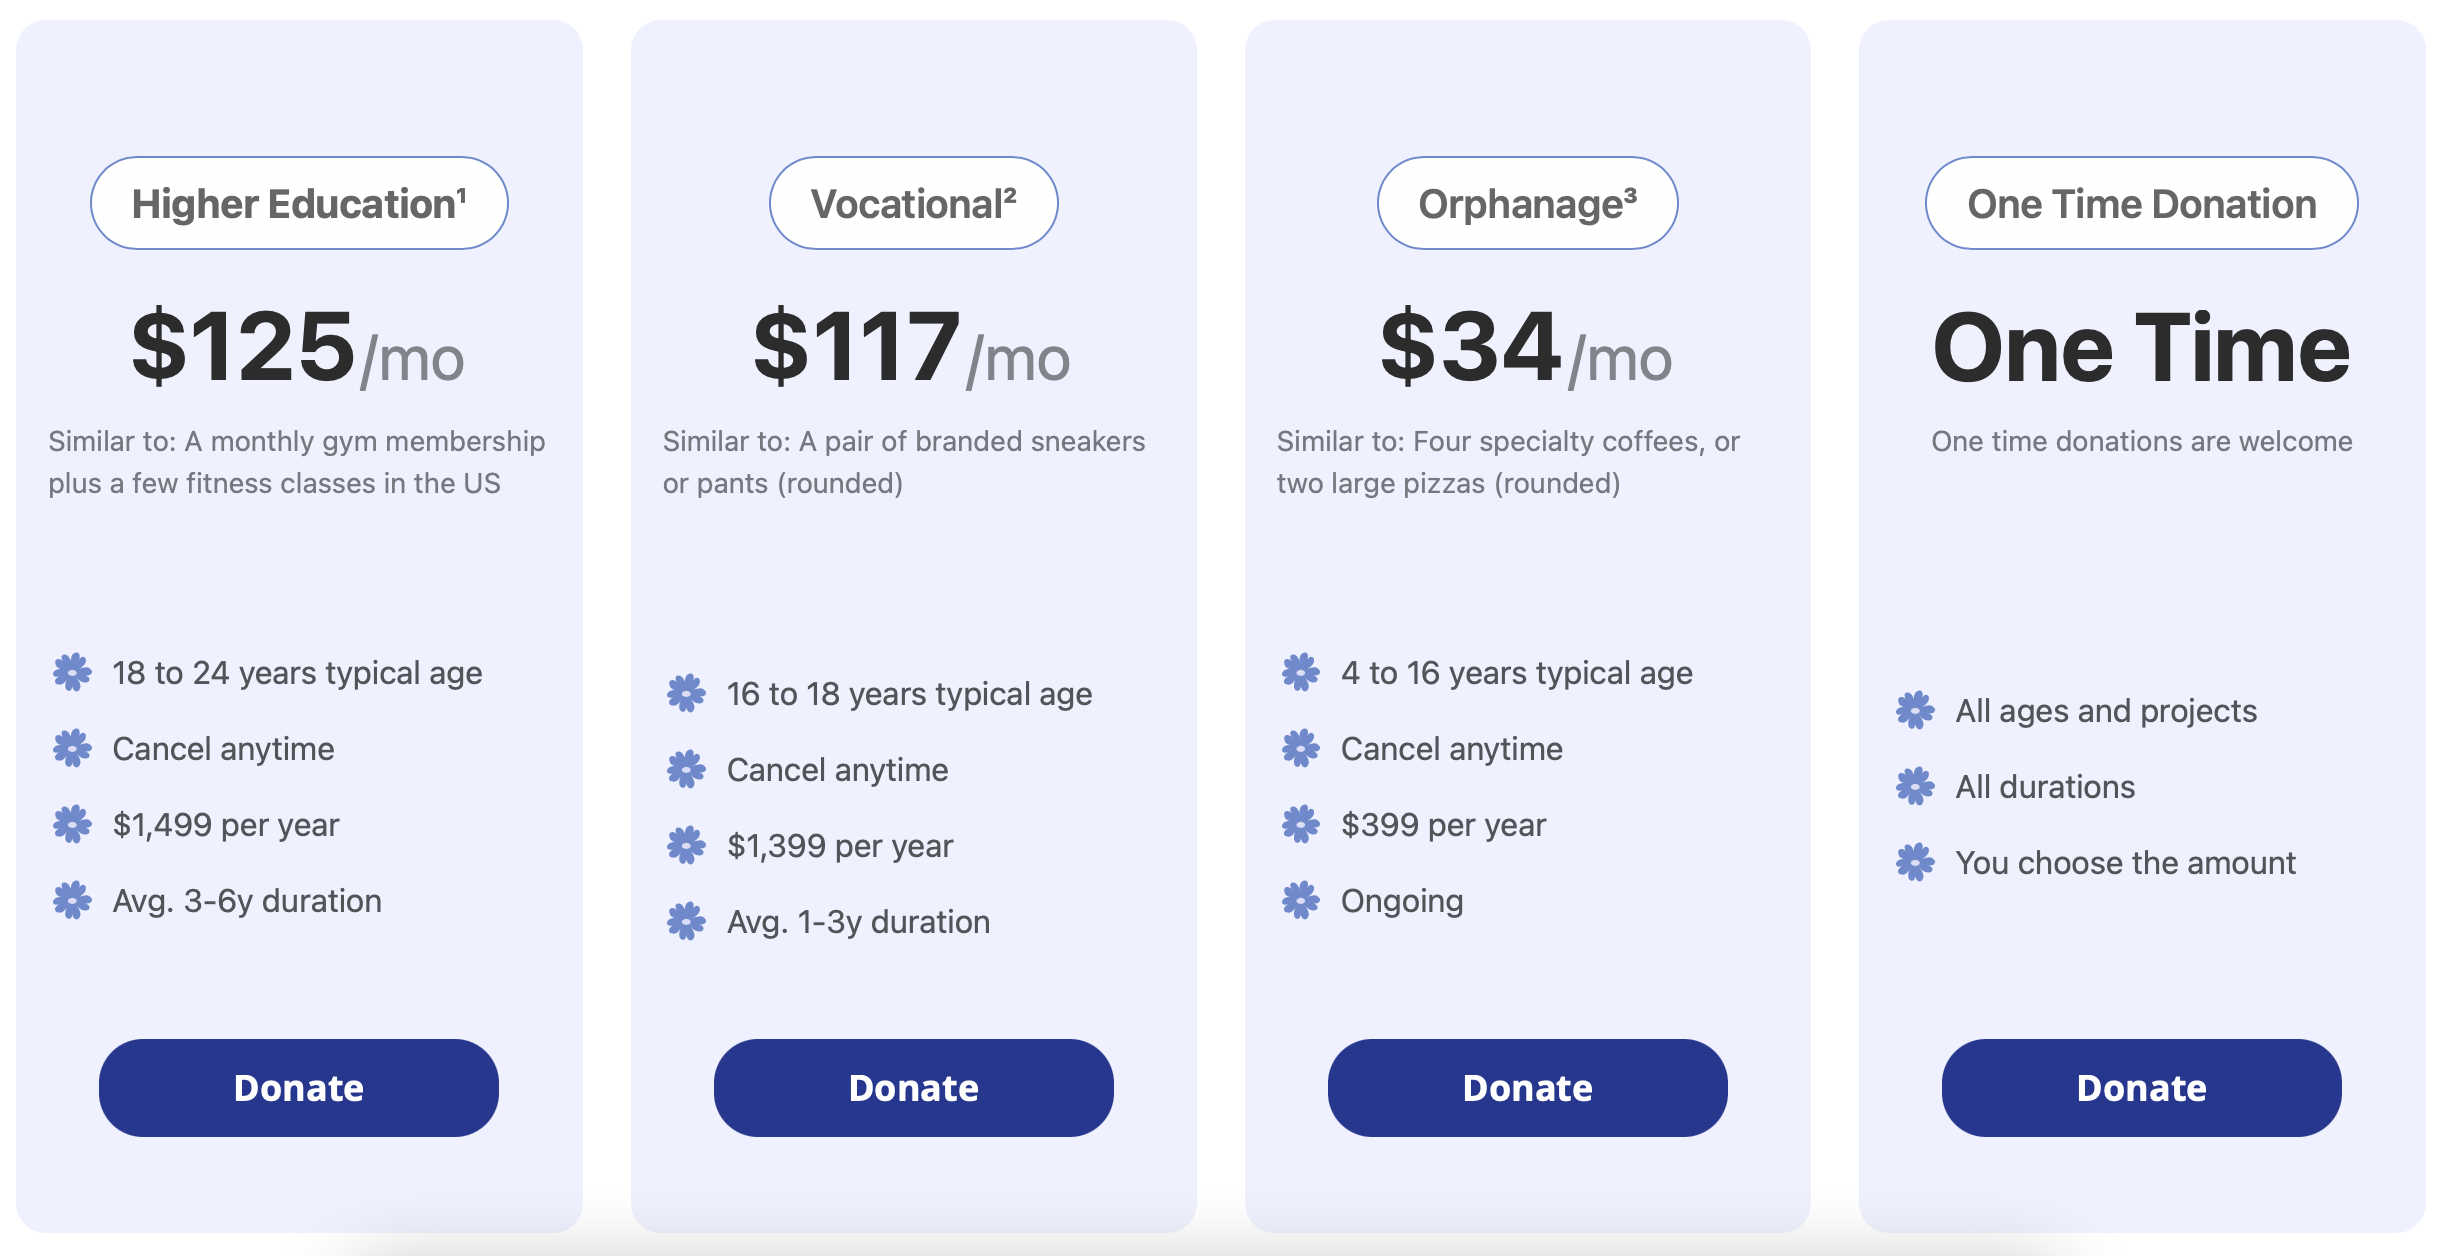 Higher Education¹
$125/mo
Similar to: A monthly gym membership
plus a few fitness classes in the US
18 to 24 years typical age
Cancel anytime
$1,499 per year
Avg. 3-6y duration
Donate
Vocational²
$117/mo
Similar to: A pair of branded sneakers
or pants (rounded)
16 to 18 years typical age
Cancel anytime
$1,399 per year
Avg. 1-3y duration
Donate
Orphanage³
$34/mo
Similar to: Four specialty coffees, or
two large pizzas (rounded)
4 to 16 years typical age
Cancel anytime
$399 per year
Ongoing
Donate
One Time Donation
One Time
One time donations are welcome
All ages and projects
All durations
You choose the amount
Donate